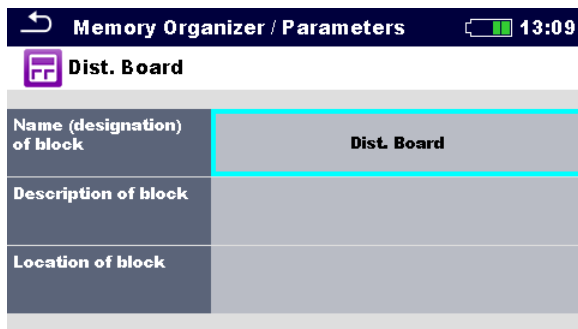 Memory Organizer / Parameters 13:09
Dist. Board
Name (designation)
of block
Dist. Board
Description of block
Location of block